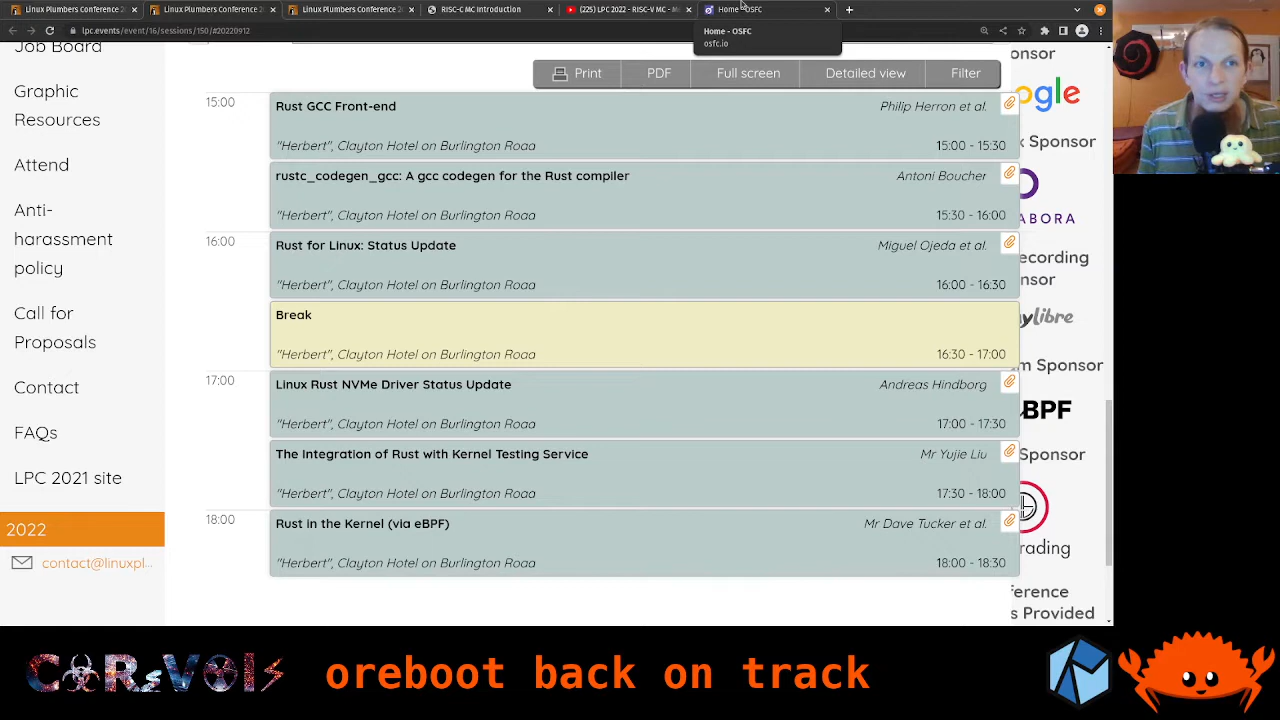 Linux Plumbers Conference 2
Linux Plumbers Conference 2
Linux Plumbers Conference 2
RISC-C MC Introduction
(225) LPC 2022 - RISC-V MC - M
Home - OSFC
lpc.events/event/16/sessions/150/#20220912
Home - OSFC
osfc.io
Job Board
Graphic
Resources
Attend
Anti-
harassment
policy
Call for
Proposals
Contact
FAQs
LPC 2021 site
2022
contact@linuxpl...
Print
PDF
Full screen
Detailed view
Filter
15:00
Rust GCC Front-end
Philip Herron et al.
"Herbert", Clayton Hotel on Burlington Roaa
15:00 - 15:30
rustc_codegen_gcc: A gcc codegen for the Rust compiler
Antoni Boucher
"Herbert", Clayton Hotel on Burlington Roaa
15:30 - 16:00
16:00
Rust for Linux: Status Update
Miguel Ojeda et al.
"Herbert", Clayton Hotel on Burlington Roaa
16:00 - 16:30
Break
"Herbert", Clayton Hotel on Burlington Roaa
16:30 - 17:00
17:00
Linux Rust NVMe Driver Status Update
Andreas Hindborg
"Herbert", Clayton Hotel on Burlington Roaa
17:00 - 17:30
The Integration of Rust with Kernel Testing Service
Mr Yujie Liu
"Herbert", Clayton Hotel on Burlington Roaa
17:30 - 18:00
18:00
Rust in the Kernel (via eBPF)
Mr Dave Tucker et al.
"Herbert", Clayton Hotel on Burlington Roaa
18:00 - 18:30
onsor
ogle
x Sponsor
ABORA
ecording
nsor
ylibre
m Sponsor
BPF
Sponsor
rading
ference
s Provided
oreboot back on track